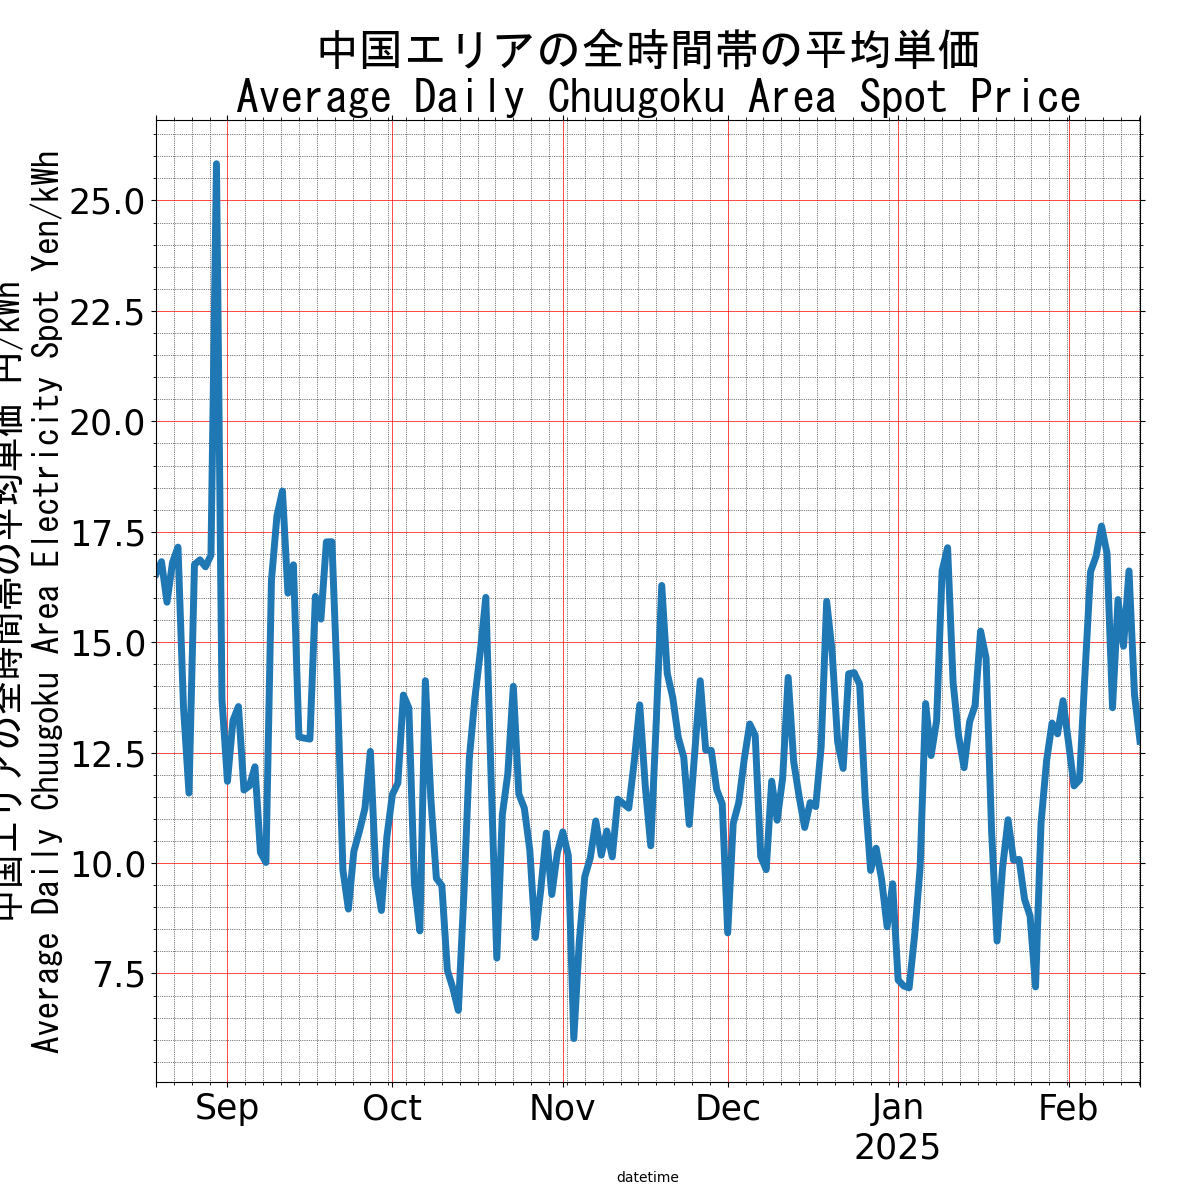 中国エリアの全時間帯の平均単価
Average Daily Chuugoku Area Spot Price
中国エリアの全時間帯の平均単価 円/kWh
Average Daily Chuugoku Area Electricity Spot Yen/kWh
25.0
22.5
20.0
17.5
15.0
12.5
10.0
7.5
Sep
Oct
Nov
Dec
Jan
2025
Feb
datetime